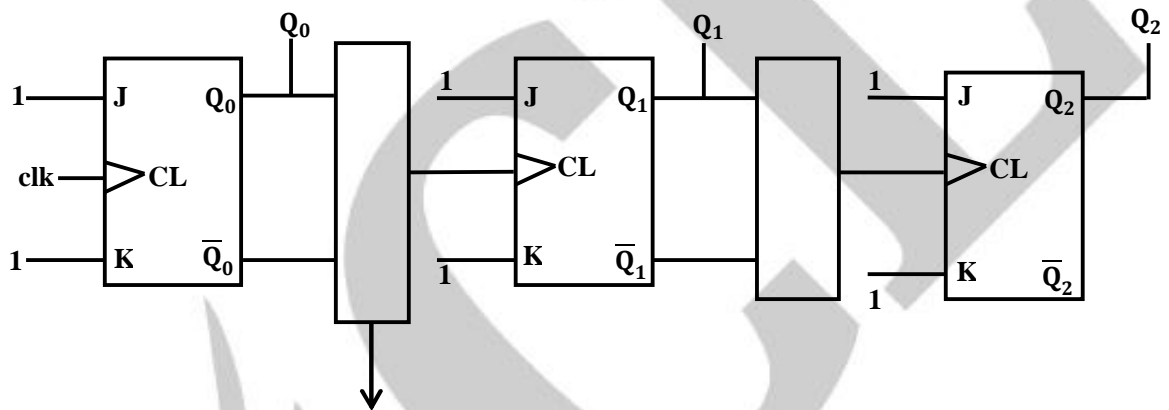 Q₀ Q₁ Q₂
1 J Q₀ 1 J Q₁ 1 J Q₂
clk CL CL CL
1 K Q̅₀ 1 K Q̅₁ 1 K Q̅₂